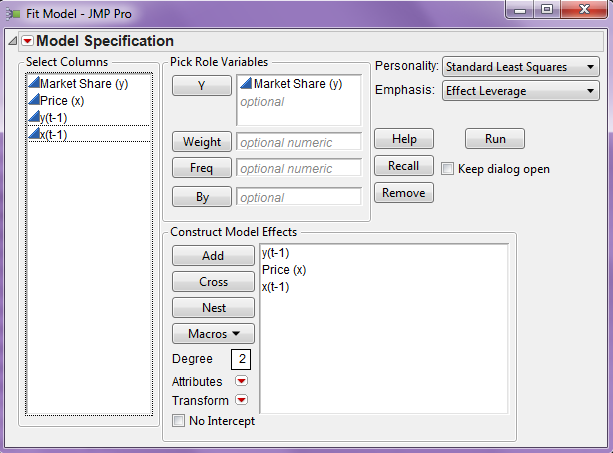 Fit Model - JMP Pro
Model Specification
Select Columns
Market Share (y)
Price (x)
y(t-1)
x(t-1)
Pick Role Variables
Y
Market Share (y)
optional
Weight
optional numeric
Freq
optional numeric
By
optional
Personality:
Standard Least Squares
Emphasis:
Effect Leverage
Help
Run
Recall
Keep dialog open
Remove
Construct Model Effects
Add
Cross
Nest
Macros
Degree
2
Attributes
Transform
No Intercept
y(t-1)
Price (x)
x(t-1)